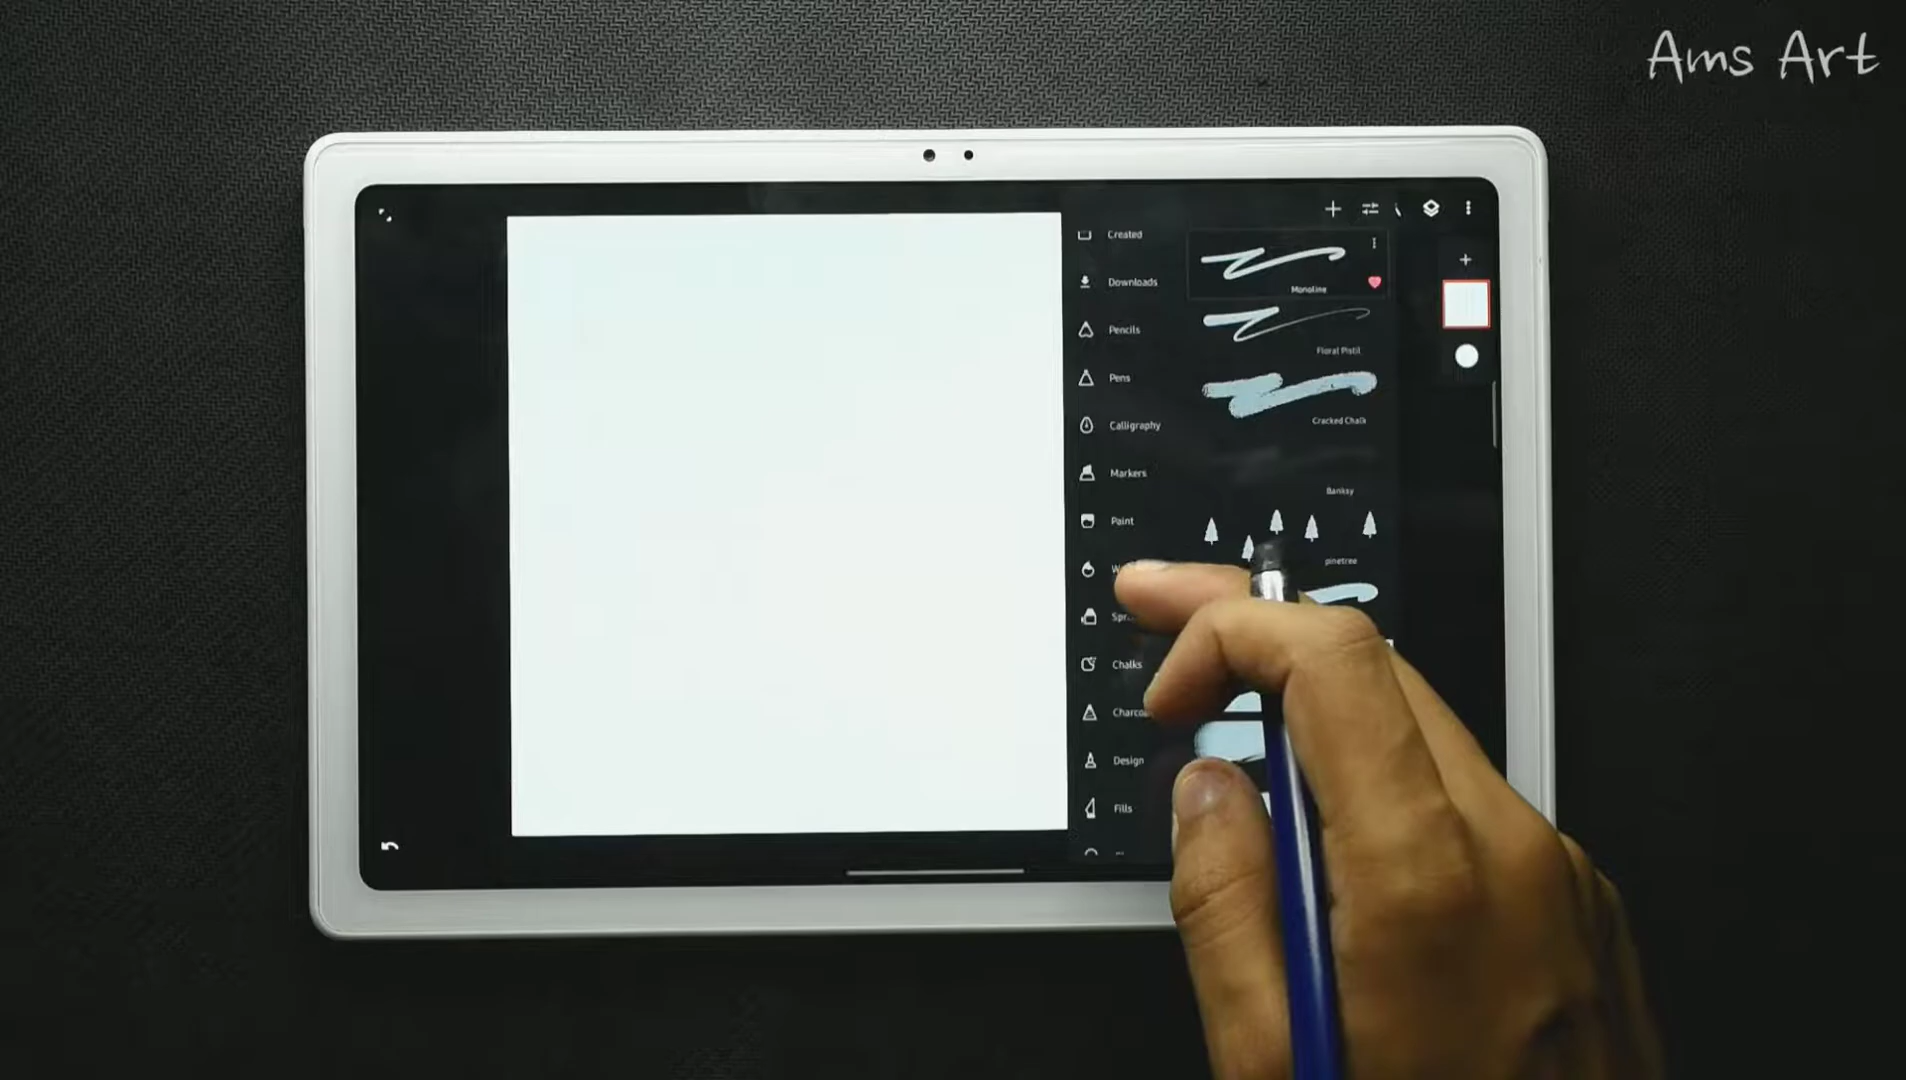 Ams Art
Created
Downloads
Monoline
Pencils
Floral Pistil
Pens
Cracked Chalk
Calligraphy
Markers
Banksy
Paint
pinetree
Chalks
Design
Fills